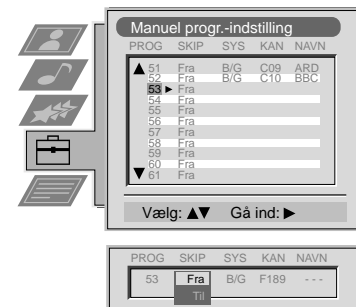 Manuel progr.-indstilling
PROG SKIP SYS KAN NAVN
51 Fra B/G C09 ARD
52 Fra B/G C10 BBC
53 Fra
54 Fra
55 Fra
56 Fra
57 Fra
58 Fra
59 Fra
60 Fra
61 Fra
Vælg: ▲▼ Gå ind: ▶
PROG SKIP SYS KAN NAVN
53 Fra B/G F189 - - -
Til